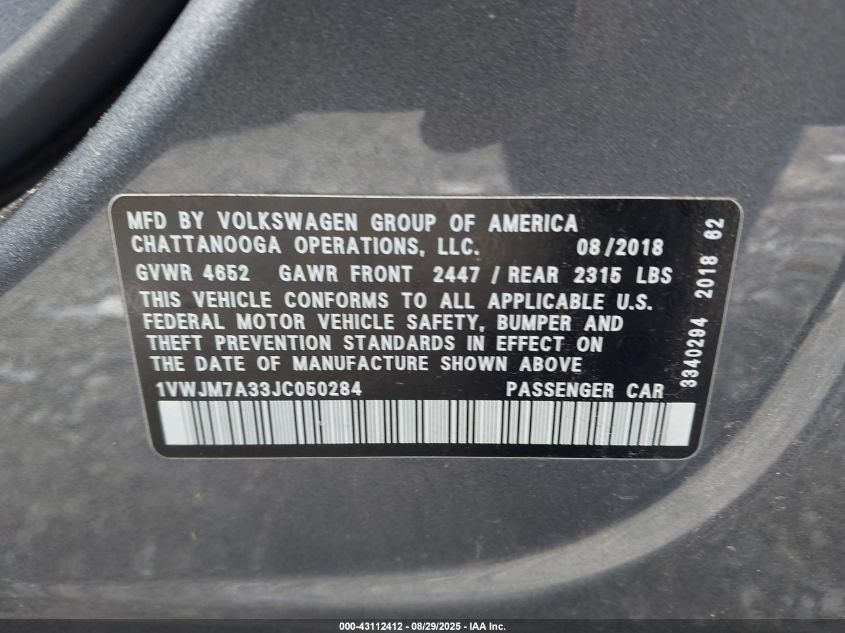 MFD BY VOLKSWAGEN GROUP OF AMERICA
CHATTANOOGA OPERATIONS, LLC. 08/2018
GVWR 4652 GAWR FRONT 2447 / REAR 2315 LBS
THIS VEHICLE CONFORMS TO ALL APPLICABLE U.S.
FEDERAL MOTOR VEHICLE SAFETY, BUMPER AND
THEFT PREVENTION STANDARDS IN EFFECT ON
THE DATE OF MANUFACTURE SHOWN ABOVE
1VWJM7A33JC050284 PASSENGER CAR
3340294 2018 62
000-43112412 - 08/29/2025 - IAA Inc.